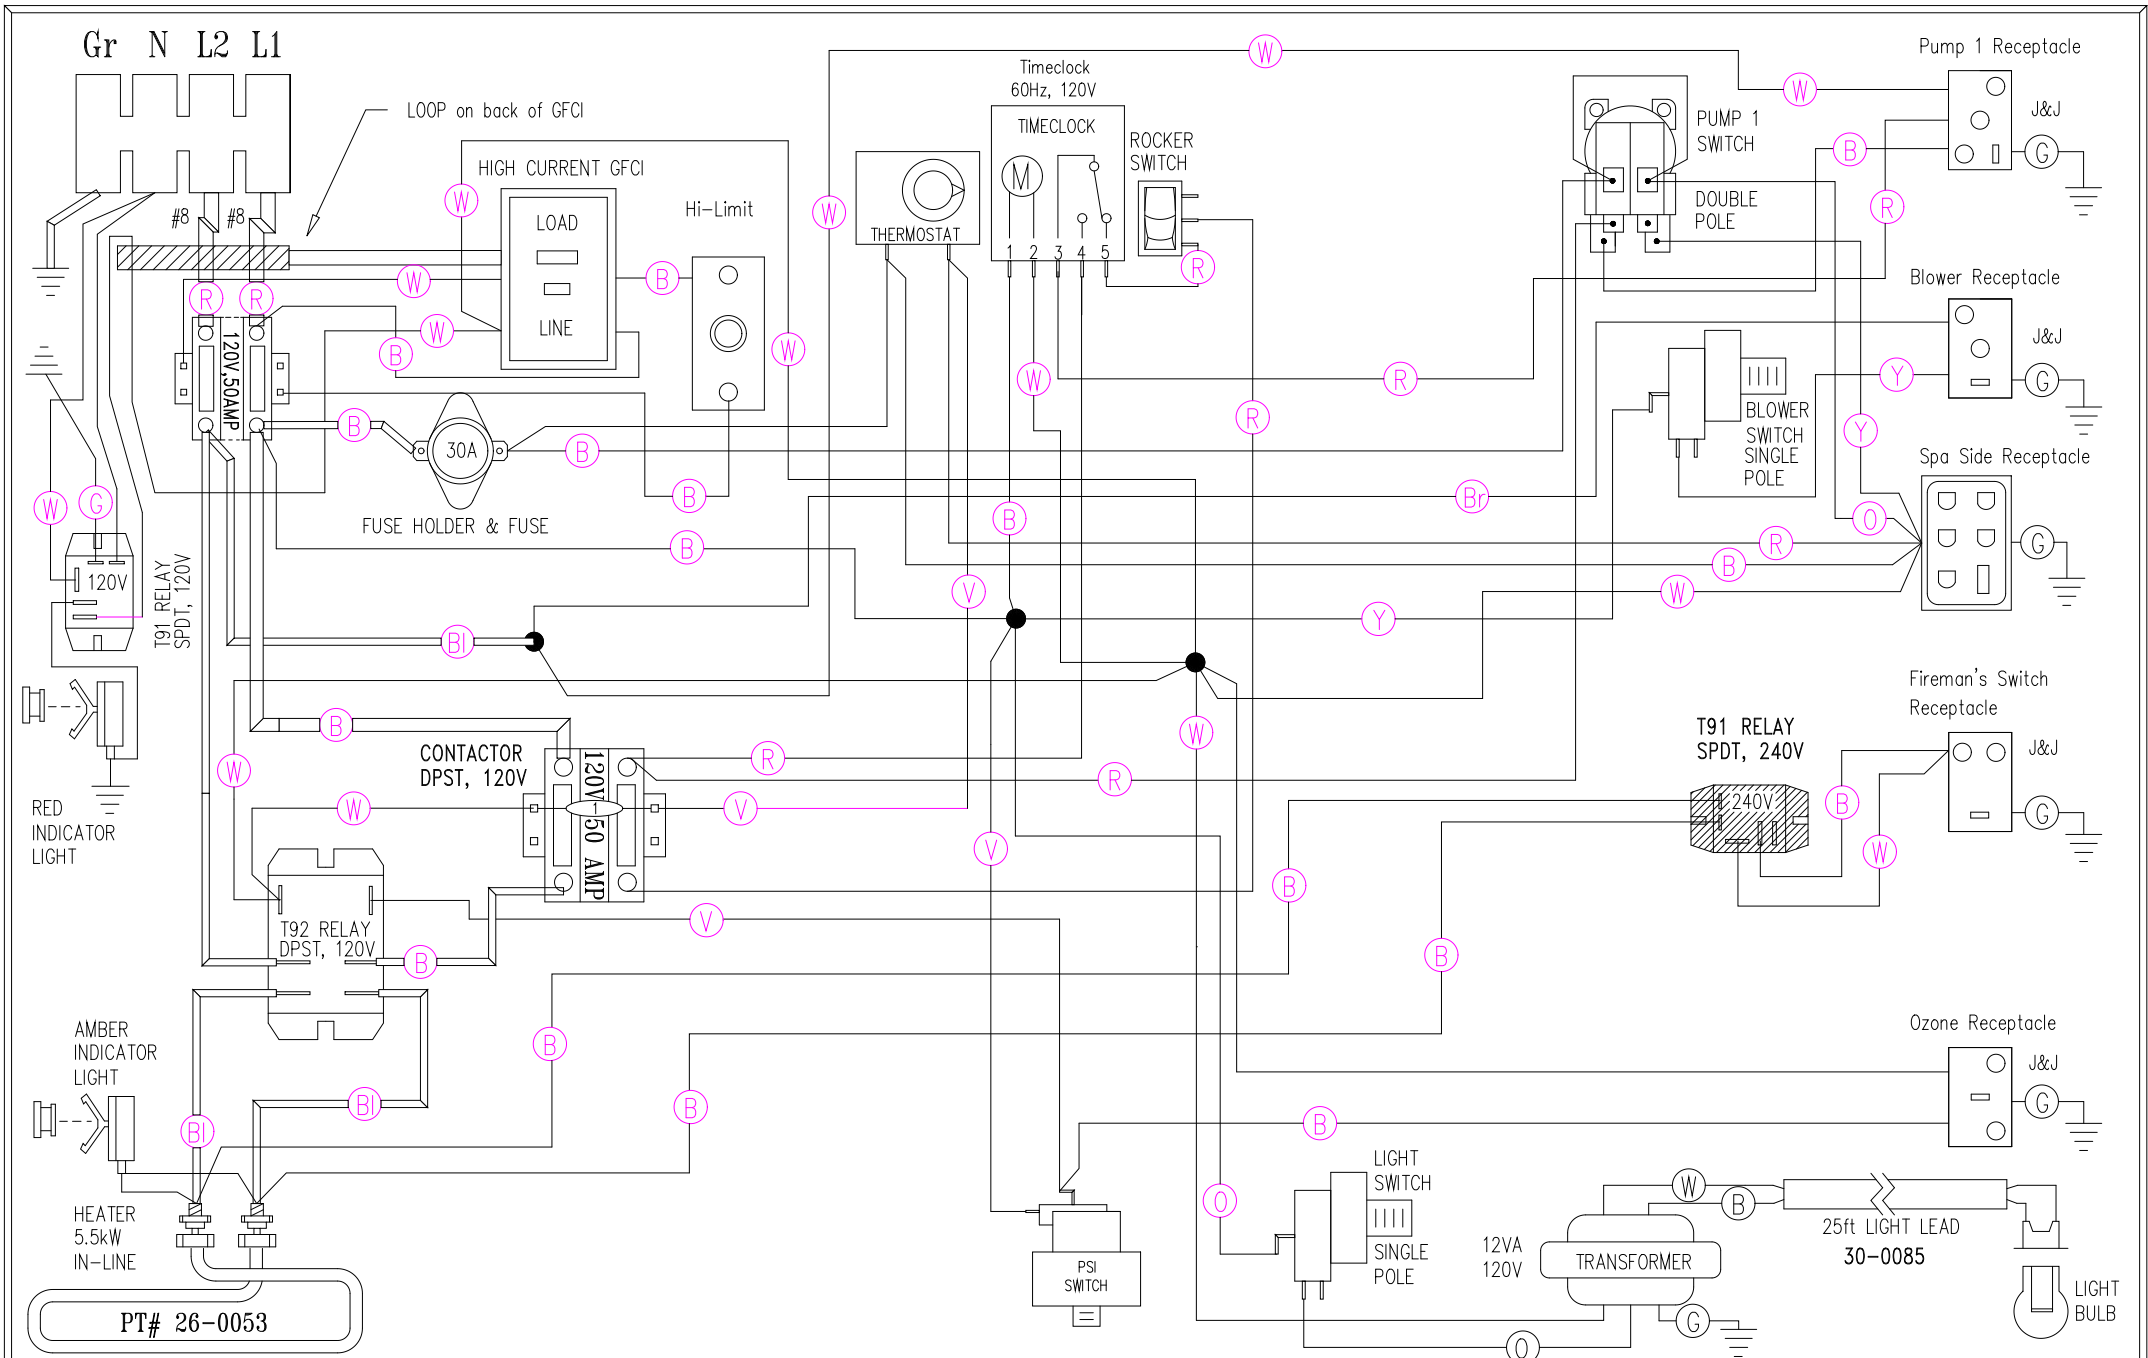 Gr N L2 L1
LOOP on back of GFCI
#8 #8
HIGH CURRENT GFCI
LOAD
LINE
Hi-Limit
THERMOSTAT
Timeclock
60Hz, 120V
TIMECLOCK
M
1 2 3 4 5
ROCKER
SWITCH
PUMP 1
SWITCH
DOUBLE
POLE
Pump 1 Receptacle
J&J
G
W
W
B
R
W
W
W
W
W
R
R
B
B
B
R
120V,50AMP
B
30A
FUSE HOLDER & FUSE
B
B
B
W
R
R
Blower Receptacle
J&J
G
Y
BLOWER
SWITCH
SINGLE
POLE
Y
Br
B
V
Spa Side Receptacle
G
O
R
B
W
Y
W
G
120V
T91 RELAY
SPDT, 120V
BI
RED
INDICATOR
LIGHT
W
B
CONTACTOR
DPST, 120V
120V-50 AMP
1
W
R
R
V
V
W
T91 RELAY
SPDT, 240V
240V
Fireman's Switch
Receptacle
J&J
G
B
W
T92 RELAY
DPST, 120V
B
V
B
B
B
B
AMBER
INDICATOR
LIGHT
BI
BI
HEATER
5.5kW
IN-LINE
PT# 26-0053
PSI
SWITCH
B
O
LIGHT
SWITCH
SINGLE
POLE
Ozone Receptacle
J&J
G
12VA
120V
TRANSFORMER
W
B
G
O
25ft LIGHT LEAD
30-0085
LIGHT
BULB